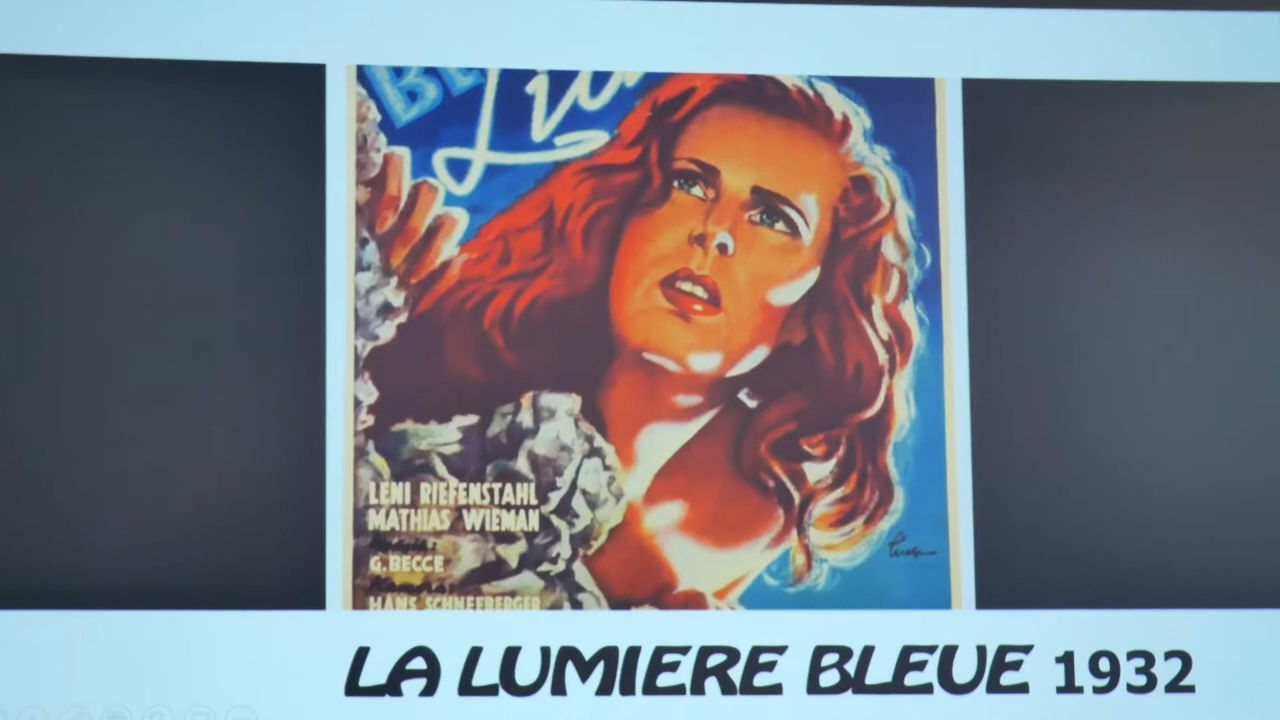 LENI RIEFENSTAHL
MATHIAS WIEMAN
G. BECCE
HANS SCHNEEBERGER
LA LUMIERE BLEUE 1932